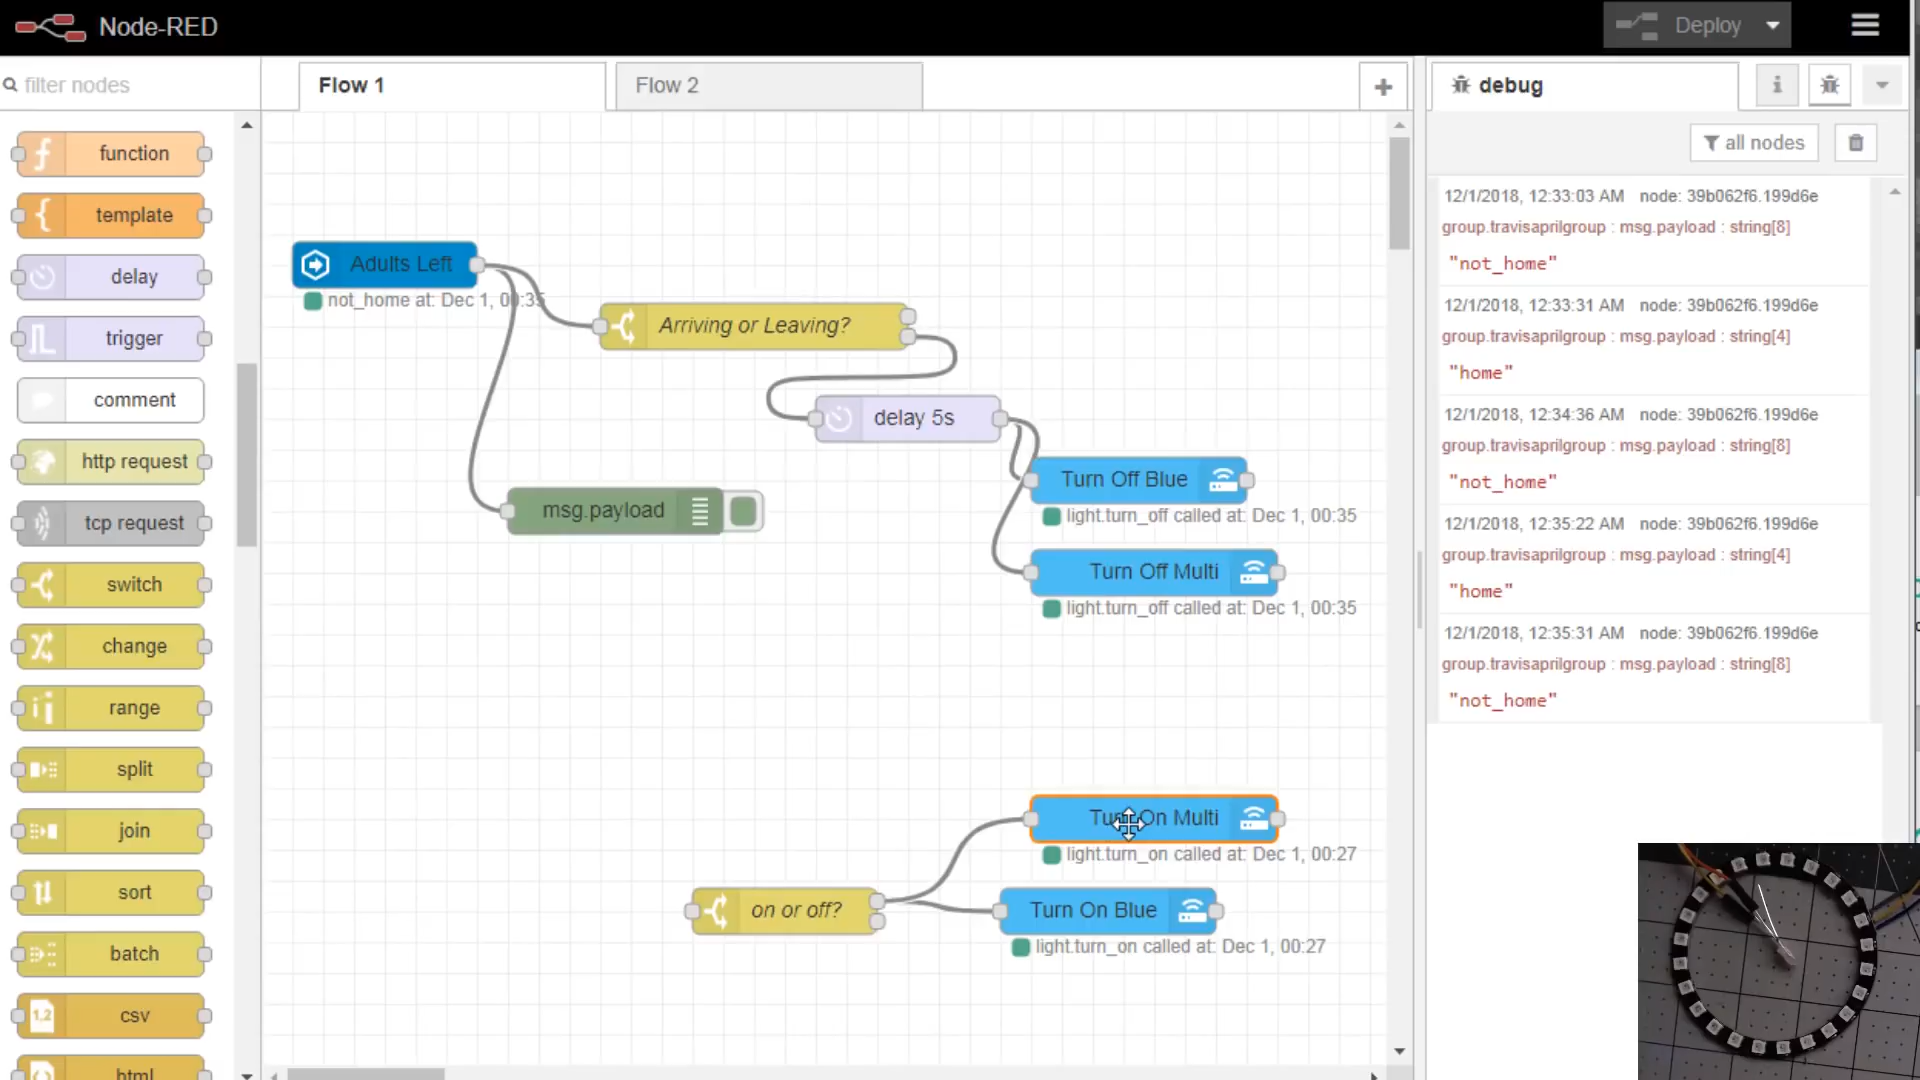 Node-RED
Deploy
filter nodes
Flow 1
Flow 2
+
debug
i
all nodes
function
template
delay
trigger
comment
http request
tcp request
switch
change
range
split
join
sort
batch
1,2 csv
html
Adults Left
not_home at: Dec 1, 00:35
Arriving or Leaving?
delay 5s
msg.payload
Turn Off Blue
light.turn_off called at: Dec 1, 00:35
Turn Off Multi
light.turn_off called at: Dec 1, 00:35
Turn On Multi
light.turn_on called at: Dec 1, 00:27
on or off?
Turn On Blue
light.turn_on called at: Dec 1, 00:27
12/1/2018, 12:33:03 AM node: 39b062f6.199d6e
group.travisaprilgroup : msg.payload : string[8]
"not_home"
12/1/2018, 12:33:31 AM node: 39b062f6.199d6e
group.travisaprilgroup : msg.payload : string[4]
"home"
12/1/2018, 12:34:36 AM node: 39b062f6.199d6e
group.travisaprilgroup : msg.payload : string[8]
"not_home"
12/1/2018, 12:35:22 AM node: 39b062f6.199d6e
group.travisaprilgroup : msg.payload : string[4]
"home"
12/1/2018, 12:35:31 AM node: 39b062f6.199d6e
group.travisaprilgroup : msg.payload : string[8]
"not_home"